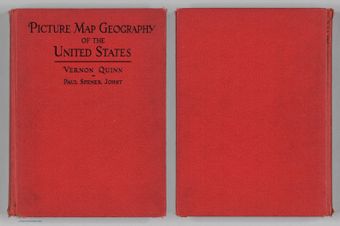 Picture Map Geography
of the
United States
Vernon Quinn
Paul Spener Johst